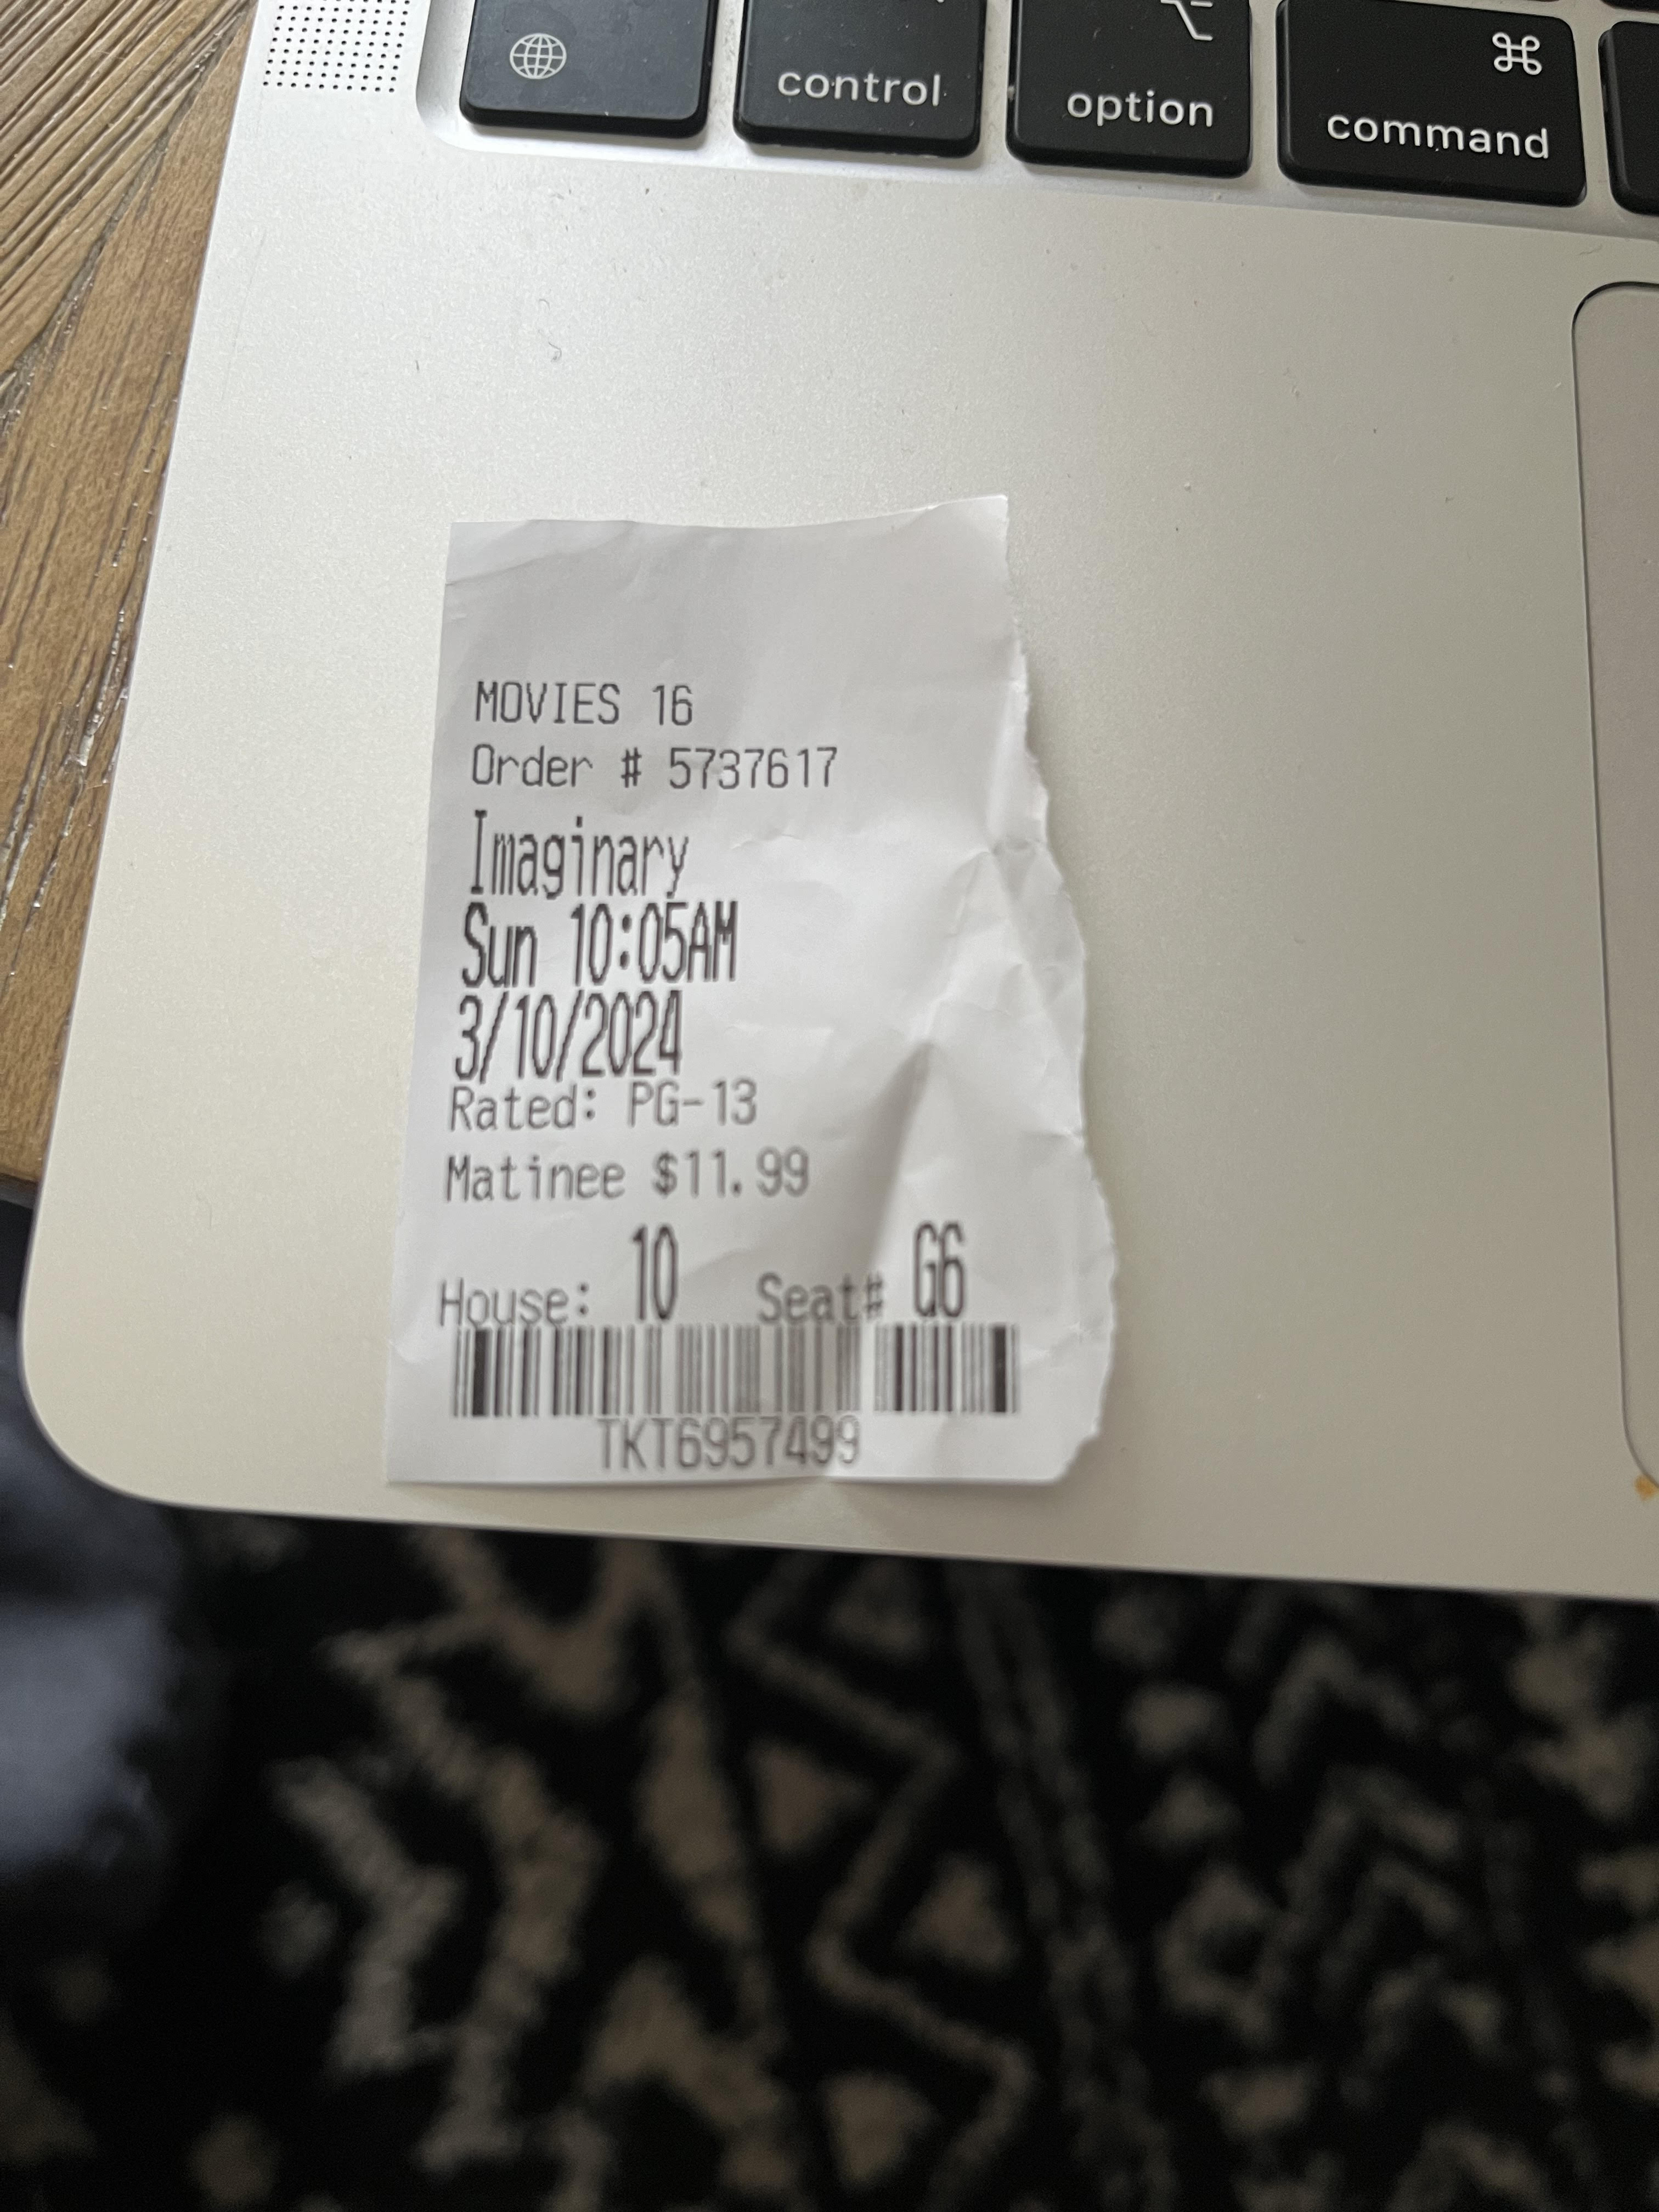 control
option
⌥
⌘
command
MOVIES 16
Order # 5737617
Imaginary
Sun 10:05AM
3/10/2024
Rated: PG-13
Matinee $11.99
House: 10 Seat# G6
TKT6957499